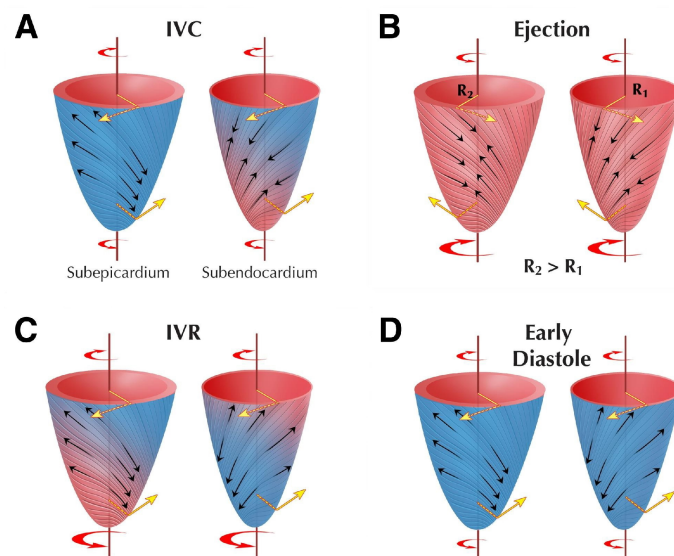 A
IVC
Subepicardium
Subendocardium
B
Ejection
R2
R1
R2 > R1
C
IVR
D
Early
Diastole